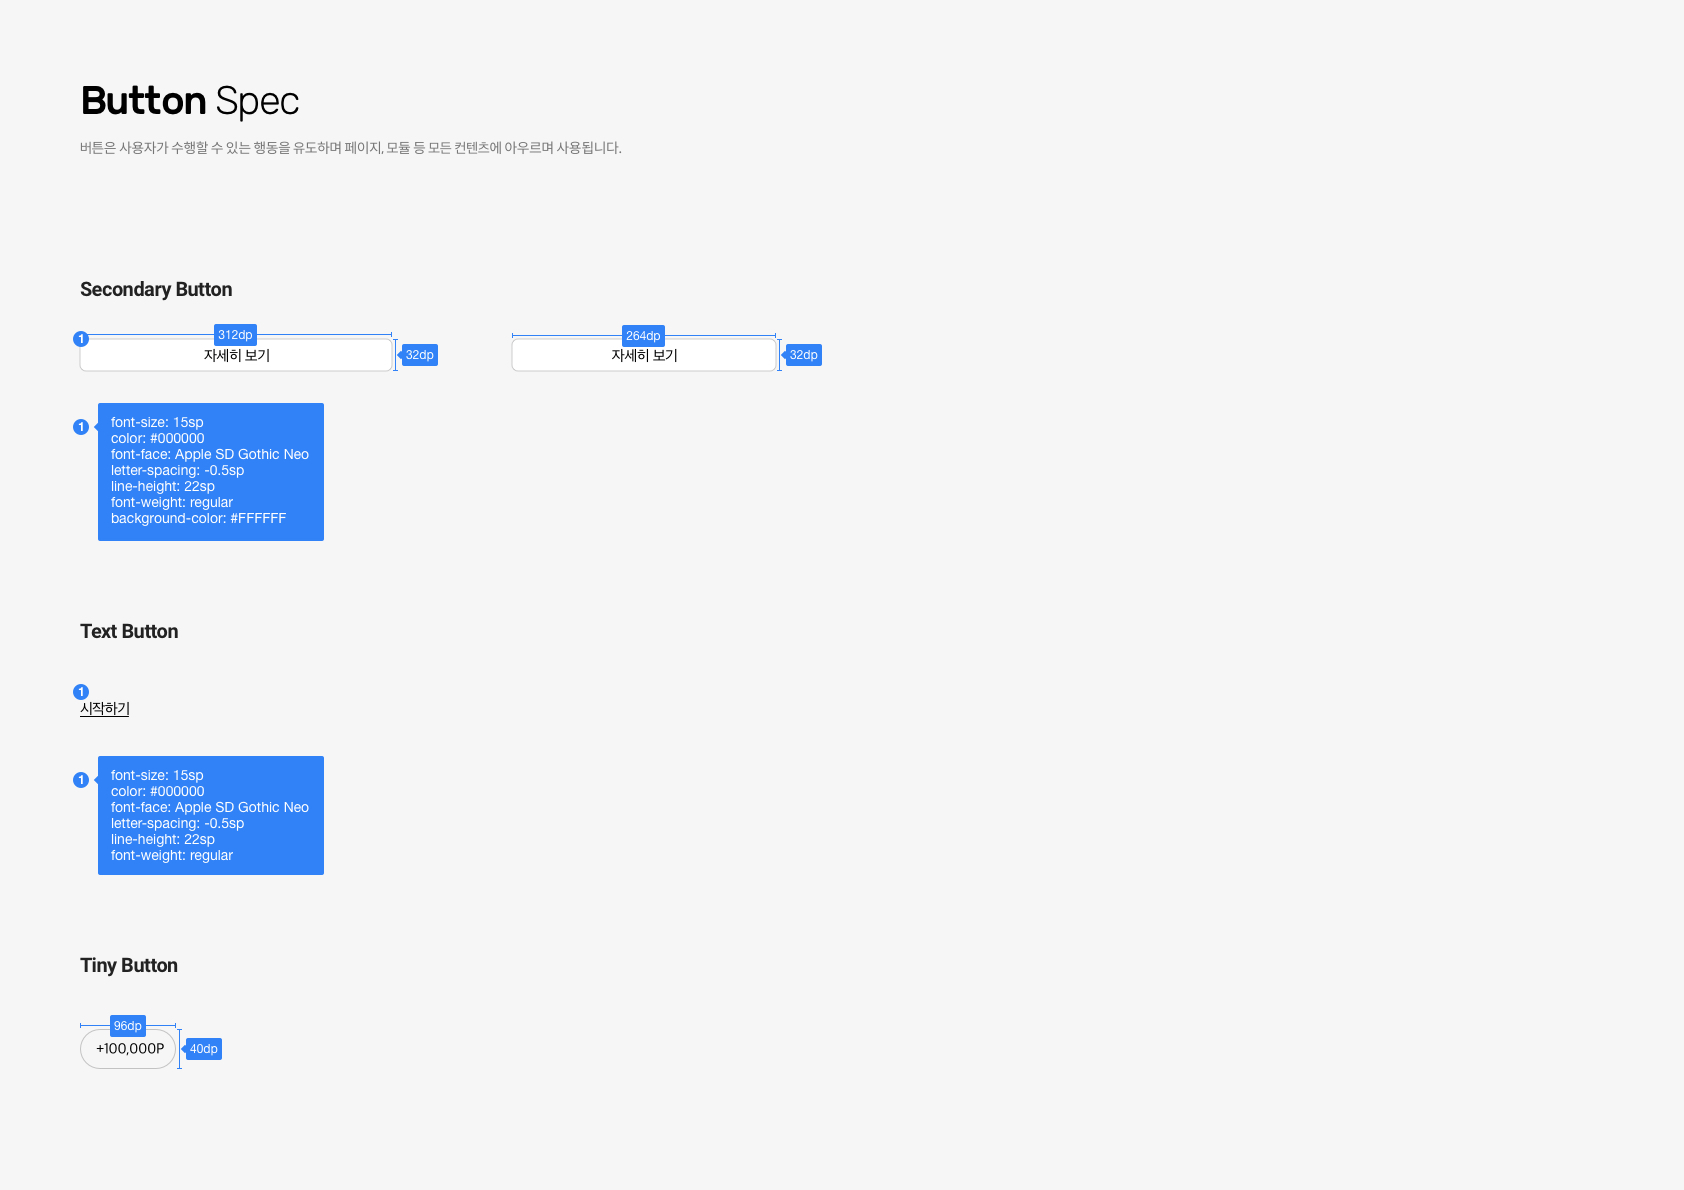 Button Spec
버튼은 사용자가 수행할 수 있는 행동을 유도하며 페이지, 모듈 등 모든 컨텐츠에 아우르며 사용됩니다.
Secondary Button
1
312dp
자세히 보기
32dp
264dp
자세히 보기
32dp
1
font-size: 15sp
color: #000000
font-face: Apple SD Gothic Neo
letter-spacing: -0.5sp
line-height: 22sp
font-weight: regular
background-color: #FFFFFF
Text Button
1
시작하기
1
font-size: 15sp
color: #000000
font-face: Apple SD Gothic Neo
letter-spacing: -0.5sp
line-height: 22sp
font-weight: regular
Tiny Button
96dp
+100,000P
40dp